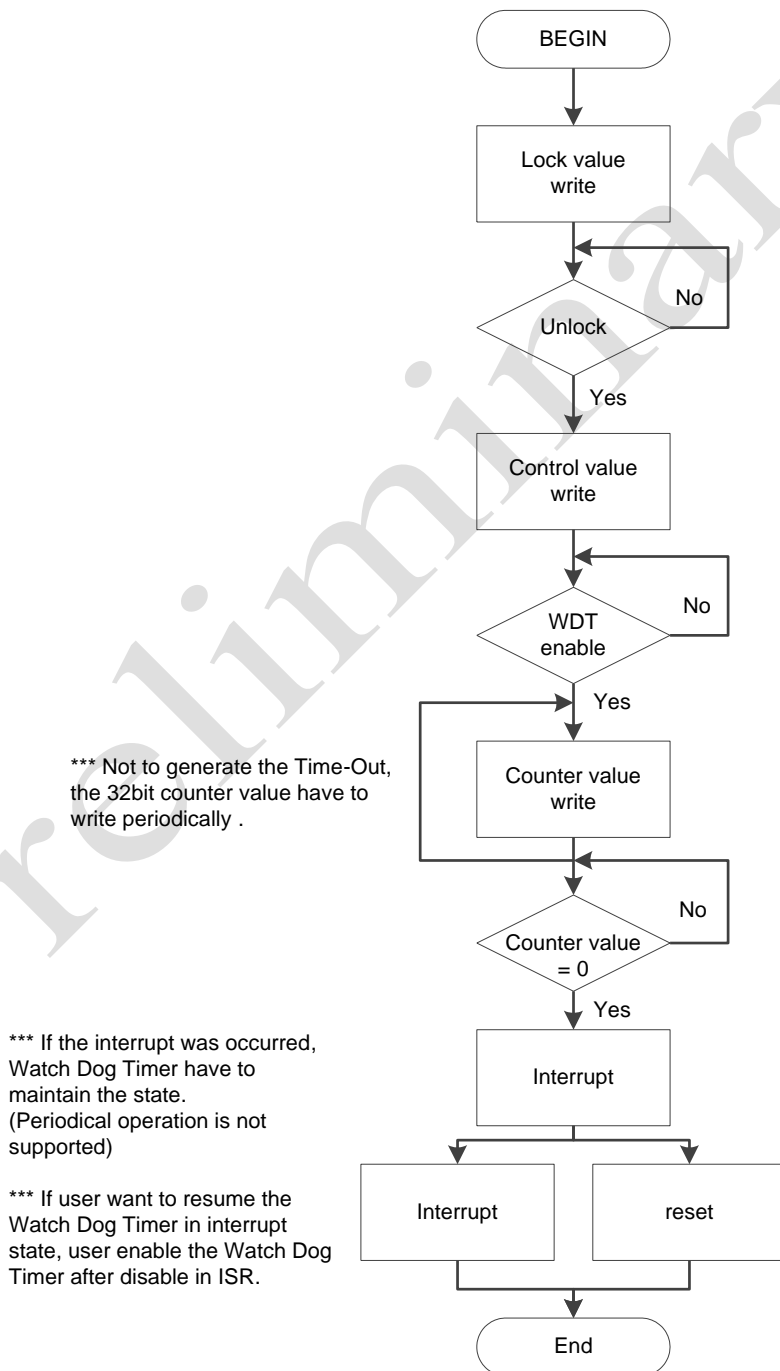 BEGIN
Lock value
write
No
Unlock
Yes
Control value
write
No
WDT
enable
Yes
*** Not to generate the Time-Out,
the 32bit counter value have to
write periodically .
Counter value
write
No
Counter value
= 0
Yes
*** If the interrupt was occurred,
Watch Dog Timer have to
maintain the state.
(Periodical operation is not
supported)
Interrupt
*** If user want to resume the
Watch Dog Timer in interrupt
state, user enable the Watch Dog
Timer after disable in ISR.
Interrupt
reset
End
reliminary